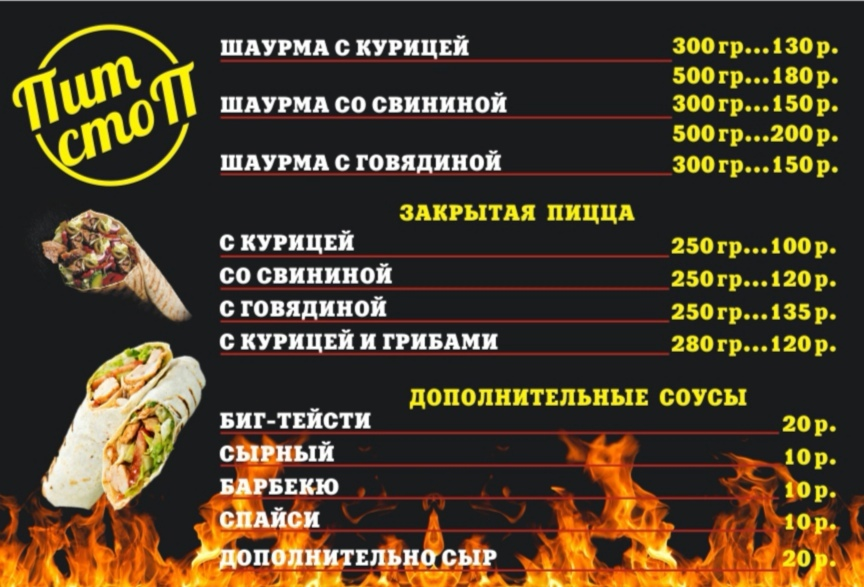 Пит
стоП
ШАУРМА С КУРИЦЕЙ 300гр...130р.
500гр...180р.
ШАУРМА СО СВИНИНОЙ 300гр...150р.
500гр...200р.
ШАУРМА С ГОВЯДИНОЙ 300гр...150р.
ЗАКРЫТАЯ ПИЦЦА
С КУРИЦЕЙ 250гр...100р.
СО СВИНИНОЙ 250гр...120р.
С ГОВЯДИНОЙ 250гр...135р.
С КУРИЦЕЙ И ГРИБАМИ 280гр...120р.
ДОПОЛНИТЕЛЬНЫЕ СОУСЫ
БИГ-ТЕЙСТИ 20р.
СЫРНЫЙ 10р.
БАРБЕКЮ 10р.
СПАЙСИ 10р.
ДОПОЛНИТЕЛЬНО СЫР 20р.